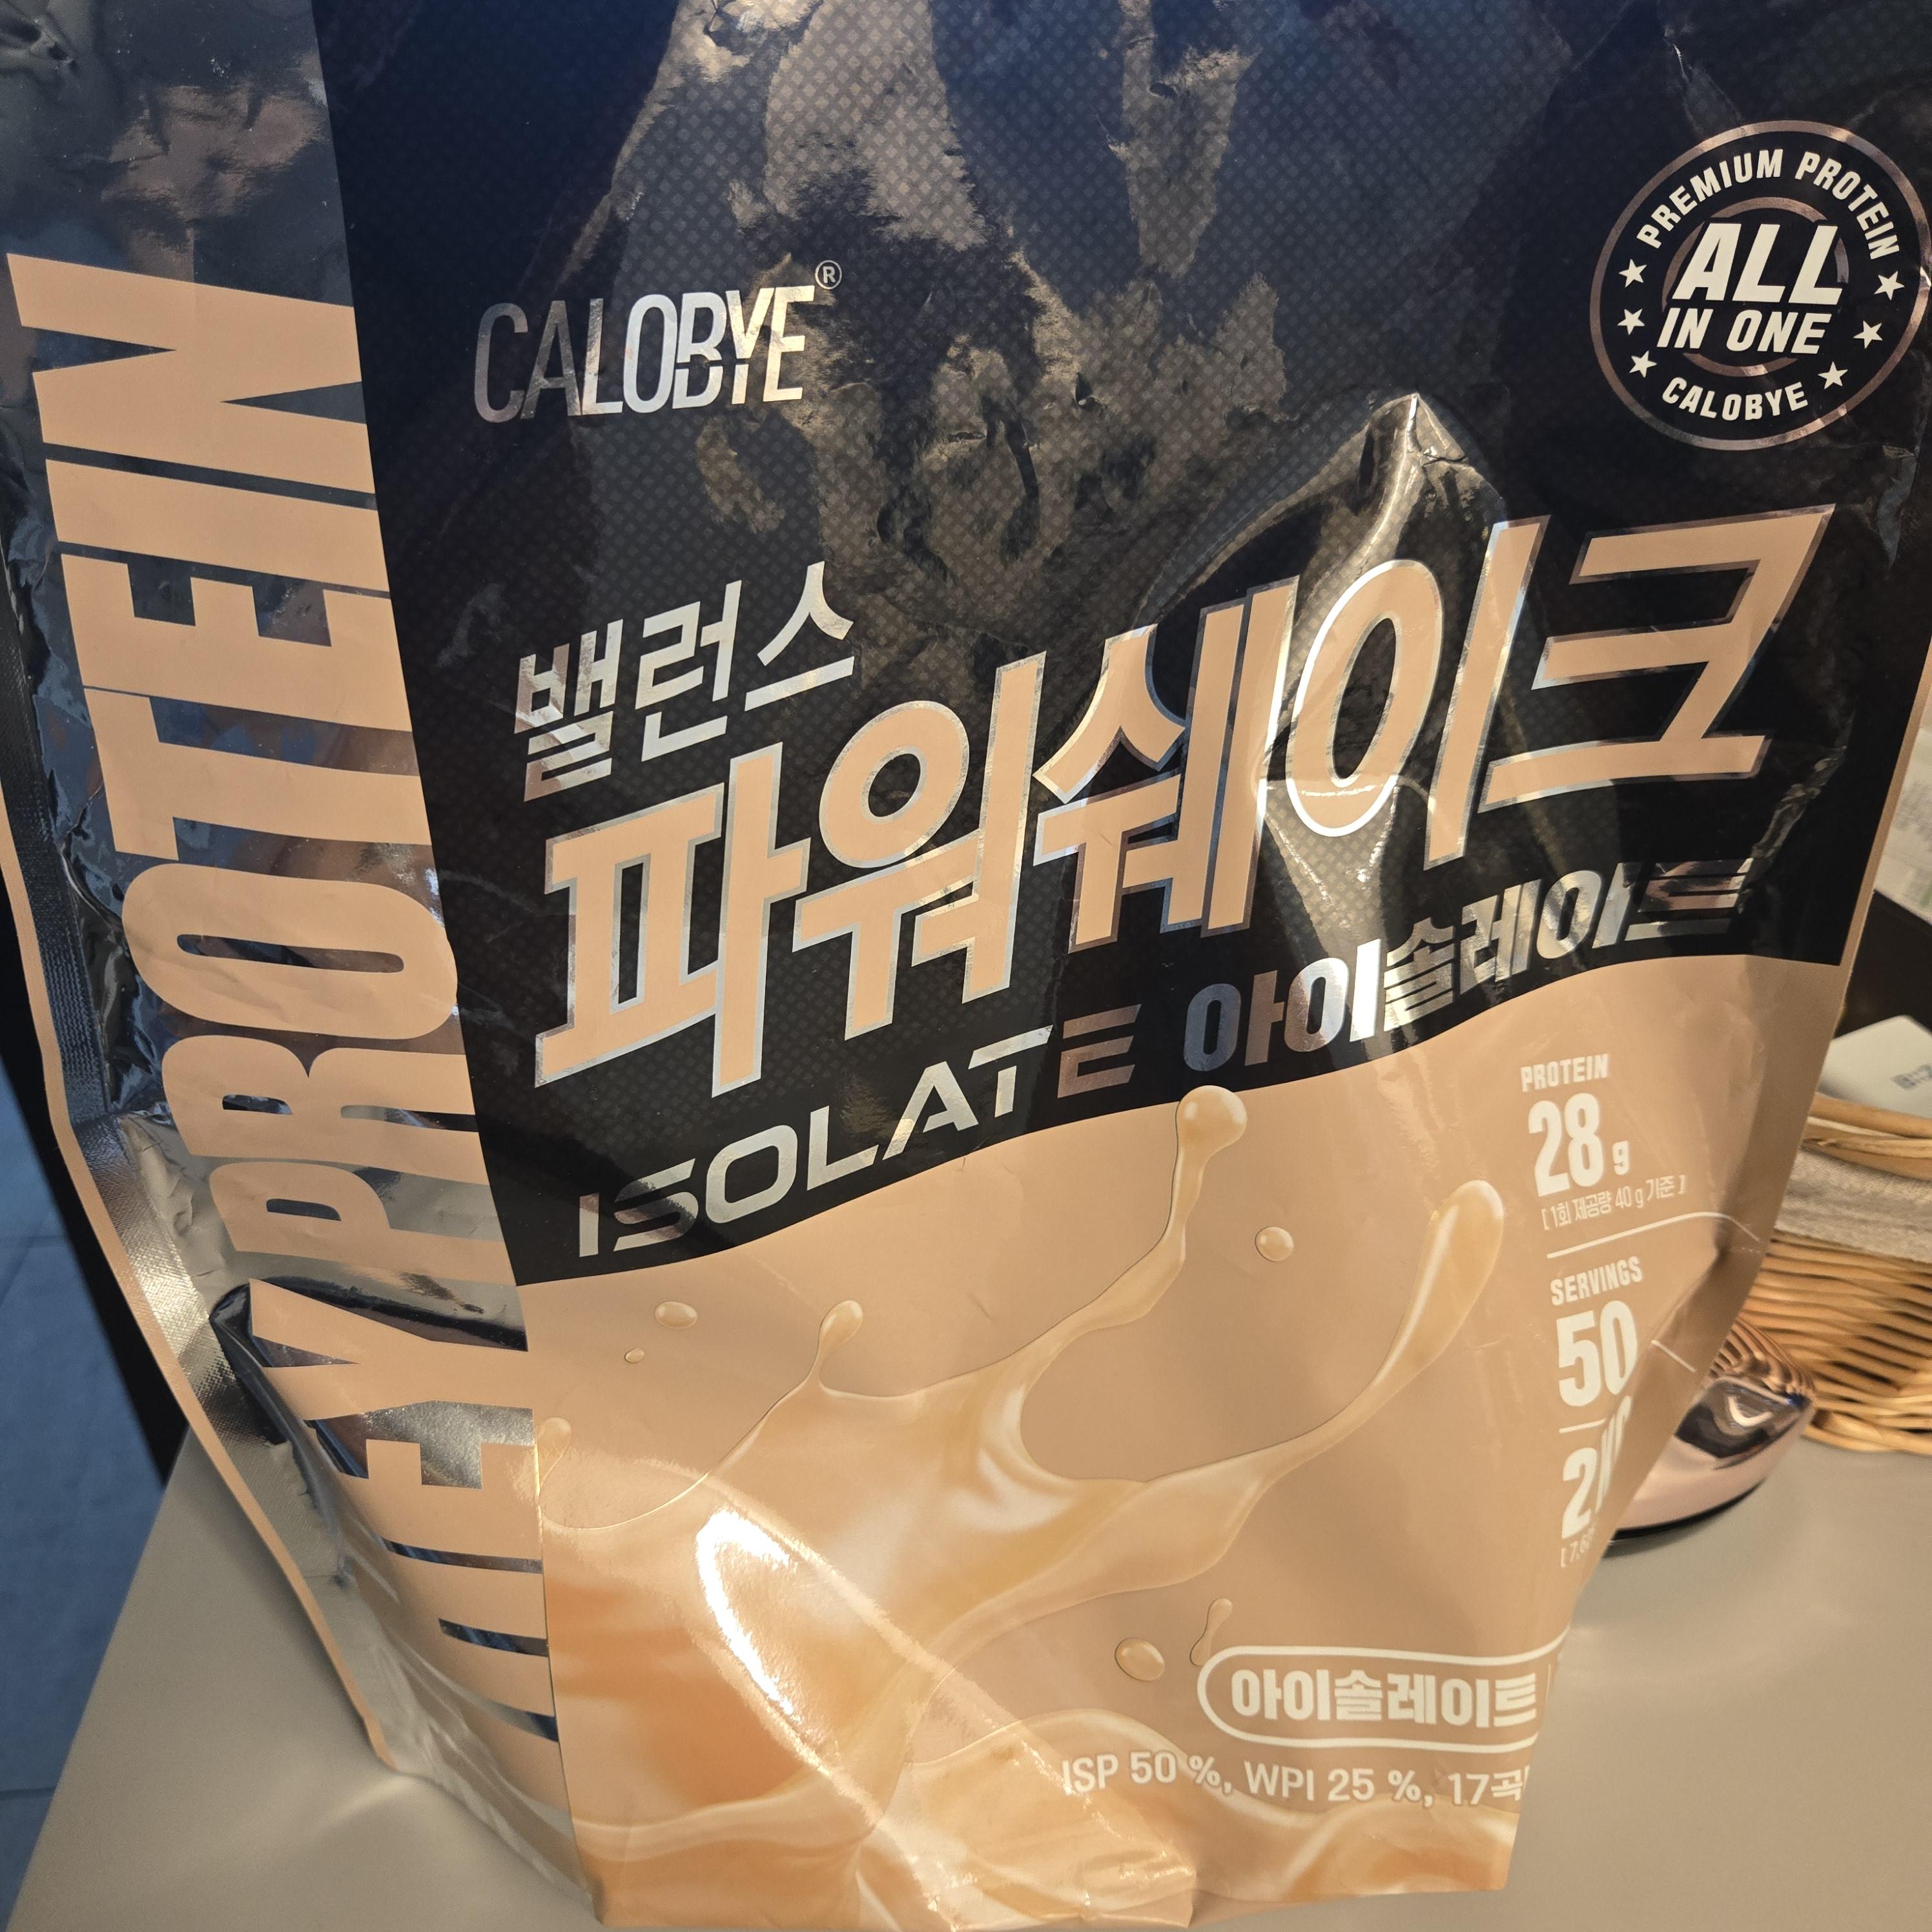 CALOBYE®
PREMIUM PROTEIN
ALL
IN ONE
CALOBYE
밸런스
파워쉐이크
ISOLATE 아이솔레이트
PROTEIN
28 g
[ 1회 제공량 40 g 기준 ]
SERVINGS
50
아이솔레이트
ISP 50 %, WPI 25 %, 17곡
WHEY PROTEIN